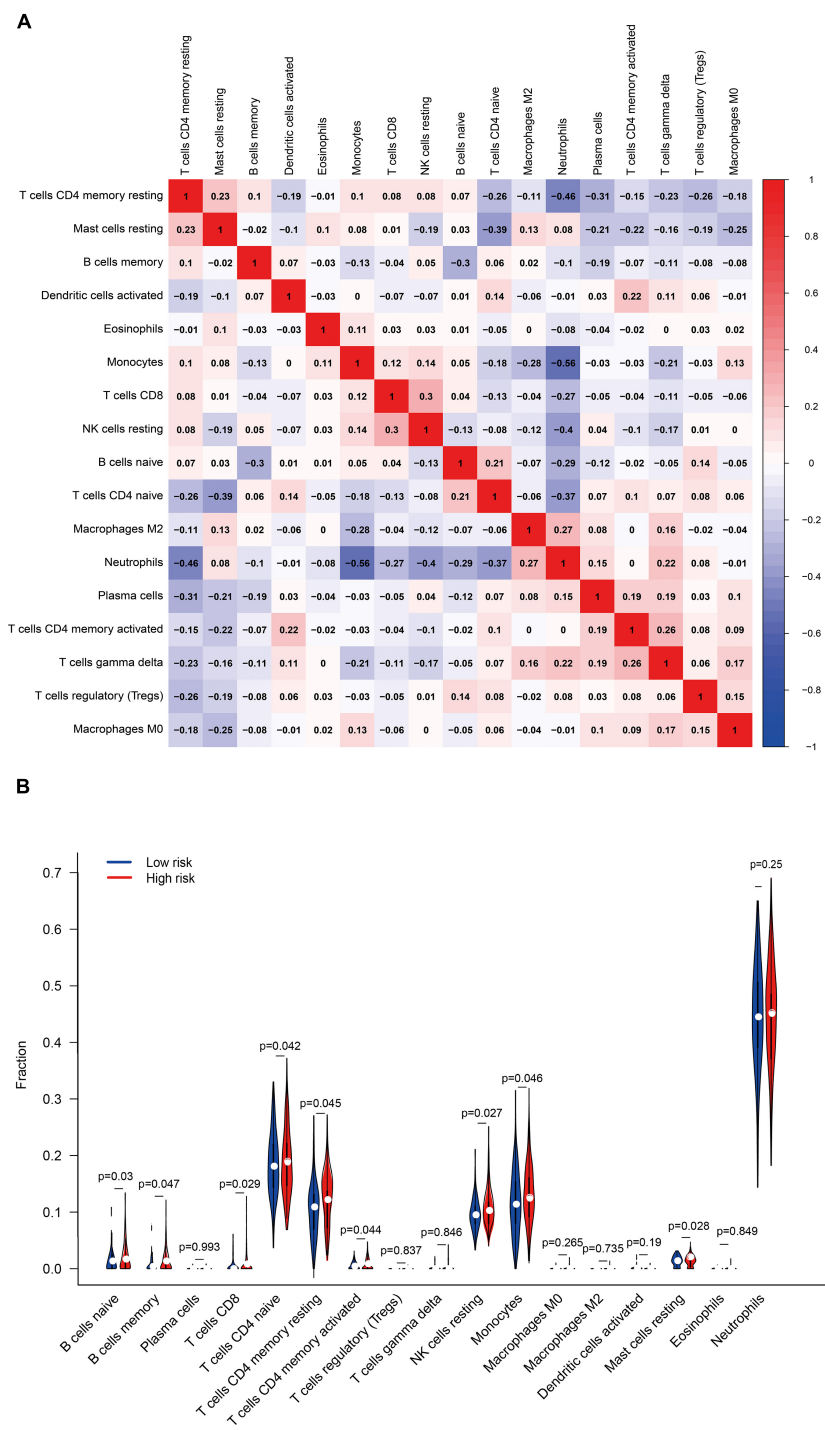 A
T cells CD4 memory resting
Mast cells resting
B cells memory
Dendritic cells activated
Eosinophils
Monocytes
T cells CD8
NK cells resting
B cells naive
T cells CD4 naive
Macrophages M2
Neutrophils
Plasma cells
T cells CD4 memory activated
T cells gamma delta
T cells regulatory (Tregs)
Macrophages M0
T cells CD4 memory resting 1 0.23 0.1 −0.19 −0.01 0.1 0.08 0.08 0.07 −0.26 −0.11 −0.46 −0.31 −0.15 −0.23 −0.26 −0.18
Mast cells resting 0.23 1 −0.02 −0.1 0.1 0.08 0.01 −0.19 0.03 −0.39 0.13 0.08 −0.21 −0.22 −0.16 −0.19 −0.25
B cells memory 0.1 −0.02 1 0.07 −0.03 −0.13 −0.04 0.05 −0.3 0.06 0.02 −0.1 −0.19 −0.07 −0.11 −0.08 −0.08
Dendritic cells activated −0.19 −0.1 0.07 1 −0.03 0 −0.07 −0.07 0.01 0.14 −0.06 −0.01 0.03 0.22 0.11 0.06 −0.01
Eosinophils −0.01 0.1 −0.03 −0.03 1 0.11 0.03 0.03 0.01 −0.05 0 −0.08 −0.04 −0.02 0 0.03 0.02
Monocytes 0.1 0.08 −0.13 0 0.11 1 0.12 0.14 0.05 −0.18 −0.28 −0.56 −0.03 −0.03 −0.21 −0.03 0.13
T cells CD8 0.08 0.01 −0.04 −0.07 0.03 0.12 1 0.3 0.04 −0.13 −0.04 −0.27 −0.05 −0.04 −0.11 −0.05 −0.06
NK cells resting 0.08 −0.19 0.05 −0.07 0.03 0.14 0.3 1 −0.13 −0.08 −0.12 −0.4 0.04 −0.1 −0.17 0.01 0
B cells naive 0.07 0.03 −0.3 0.01 0.01 0.05 0.04 −0.13 1 0.21 −0.07 −0.29 −0.12 −0.02 −0.05 0.14 −0.05
T cells CD4 naive −0.26 −0.39 0.06 0.14 −0.05 −0.18 −0.13 −0.08 0.21 1 −0.06 −0.37 0.07 0.1 0.07 0.08 0.06
Macrophages M2 −0.11 0.13 0.02 −0.06 0 −0.28 −0.04 −0.12 −0.07 −0.06 1 0.27 0.08 0 0.16 −0.02 −0.04
Neutrophils −0.46 0.08 −0.1 −0.01 −0.08 −0.56 −0.27 −0.4 −0.29 −0.37 0.27 1 0.15 0 0.22 0.08 −0.01
Plasma cells −0.31 −0.21 −0.19 0.03 −0.04 −0.03 −0.05 0.04 −0.12 0.07 0.08 0.15 1 0.19 0.19 0.03 0.1
T cells CD4 memory activated −0.15 −0.22 −0.07 0.22 −0.02 −0.03 −0.04 −0.1 −0.02 0.1 0 0 0.19 1 0.26 0.08 0.09
T cells gamma delta −0.23 −0.16 −0.11 0.11 0 −0.21 −0.11 −0.17 −0.05 0.07 0.16 0.22 0.19 0.26 1 0.06 0.17
T cells regulatory (Tregs) −0.26 −0.19 −0.08 0.06 0.03 −0.03 −0.05 0.01 0.14 0.08 −0.02 0.08 0.03 0.08 0.06 1 0.15
Macrophages M0 −0.18 −0.25 −0.08 −0.01 0.02 0.13 −0.06 0 −0.05 0.06 −0.04 −0.01 0.1 0.09 0.17 0.15 1
1
0.8
0.6
0.4
0.2
0
−0.2
−0.4
−0.6
−0.8
−1
B
Low risk
High risk
Fraction
0.7
0.6
0.5
0.4
0.3
0.2
0.1
0.0
p=0.03
p=0.047
p=0.993
p=0.029
p=0.042
p=0.045
p=0.044
p=0.837
p=0.846
p=0.027
p=0.046
p=0.265
p=0.735
p=0.19
p=0.028
p=0.849
p=0.25
B cells naive
B cells memory
Plasma cells
T cells CD8
T cells CD4 naive
T cells CD4 memory resting
T cells CD4 memory activated
T cells regulatory (Tregs)
T cells gamma delta
NK cells resting
Monocytes
Macrophages M0
Macrophages M2
Dendritic cells activated
Mast cells resting
Eosinophils
Neutrophils